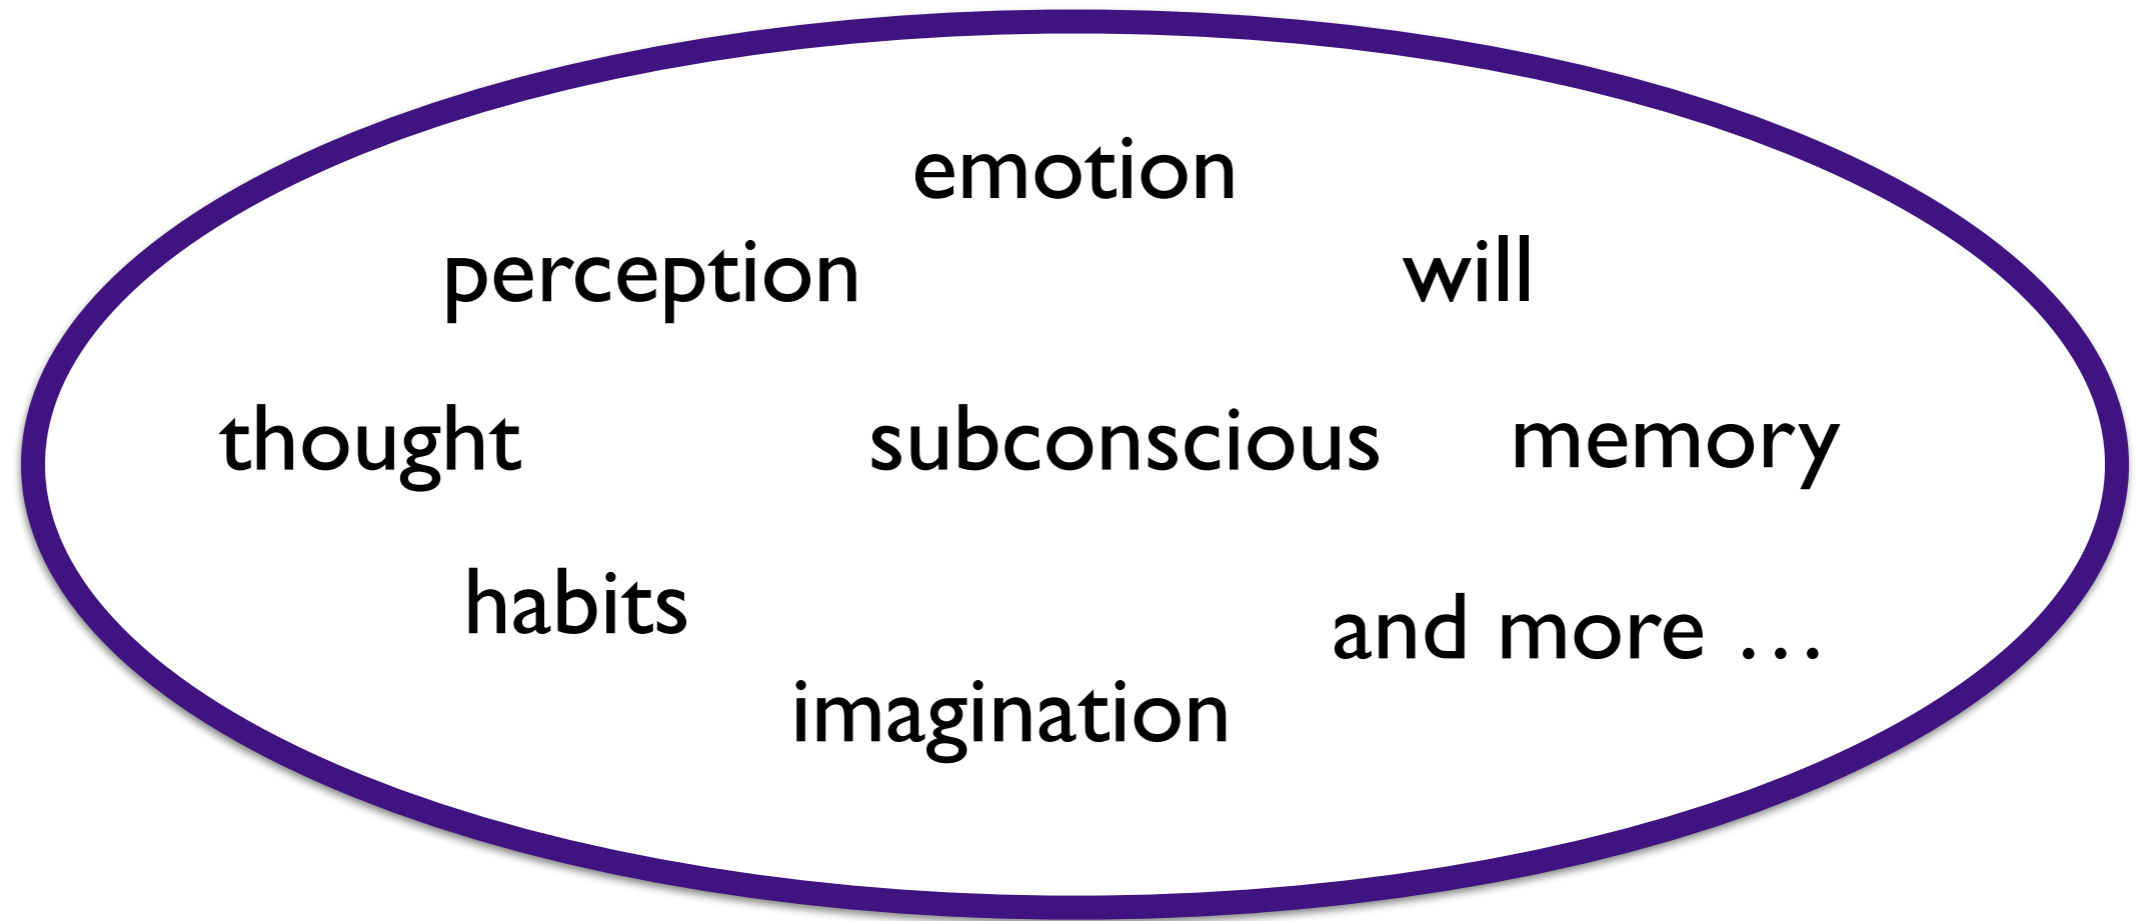 emotion
perception
will
thought
subconscious
memory
habits
and more …
imagination